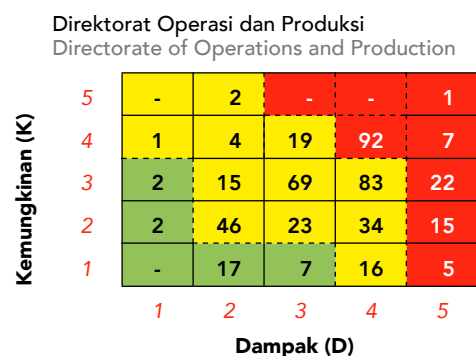 Direktorat Operasi dan Produksi
Directorate of Operations and Production
Kemungkinan (K)
5 - 2 - - 1
4 1 4 19 92 7
3 2 15 69 83 22
2 2 46 23 34 15
1 - 17 7 16 5
1 2 3 4 5
Dampak (D)